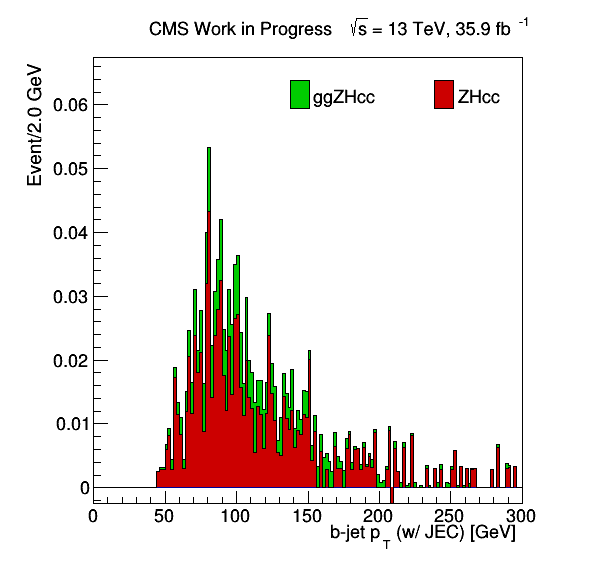 CMS Work in Progress √s = 13 TeV, 35.9 fb -1
Event/2.0 GeV
ggZHcc
ZHcc
0.06
0.05
0.04
0.03
0.02
0.01
0
0 50 100 150 200 250 300
b-jet p T (w/ JEC) [GeV]